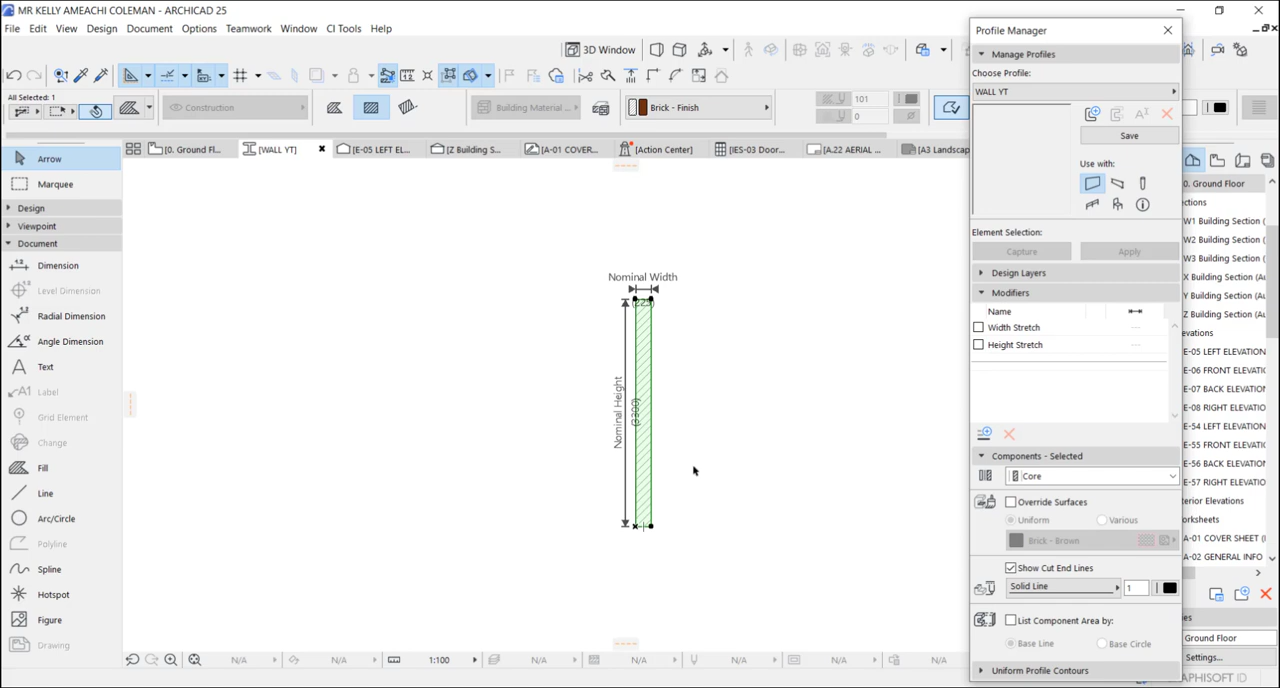 MR KELLY AMEACHI COLEMAN - ARCHICAD 25
File Edit View Design Document Options Teamwork Window CI Tools Help
3D Window
All Selected: 1
Construction
Building Material ...
Brick - Finish
101
0
[0. Ground Fl...
[WALL YT]
[E-05 LEFT EL...
[Z Building S...
[A-01 COVER...
[Action Center]
[IES-03 Door...
[A.22 AERIAL ...
[A3 Landscap
Arrow
Marquee
Design
Viewpoint
Document
Dimension
Level Dimension
Radial Dimension
Angle Dimension
Text
Label
Grid Element
Change
Fill
Line
Arc/Circle
Polyline
Spline
Hotspot
Figure
Drawing
Nominal Width
(225)
Nominal Height
(3300)
N/A
N/A
1:100
N/A
N/A
N/A
N/A
N/A
N/A
Profile Manager
Manage Profiles
Choose Profile:
WALL YT
Save
Use with:
Element Selection:
Capture
Apply
Design Layers
Modifiers
Name
Width Stretch
Height Stretch
Components - Selected
Core
Override Surfaces
Uniform
Various
Brick - Brown
Show Cut End Lines
Solid Line
1
List Component Area by:
Base Line
Base Circle
Uniform Profile Contours
0. Ground Floor
ections
W1 Building Section (
W2 Building Section (
W3 Building Section (
X Building Section (Au
Y Building Section (
Z Building Section (
evations
E-05 LEFT ELEVATION
E-06 FRONT ELEVATIO
E-07 BACK ELEVATIO
E-08 RIGHT ELEVATIO
E-54 LEFT ELEVATION
E-55 FRONT ELEVATIO
E-56 BACK ELEVATIO
E-57 RIGHT ELEVATIO
terior Elevations
orksheets
A-01 COVER SHEET (I
A-02 GENERAL INFO
es
Ground Floor
Settings...
APHISOFT ID